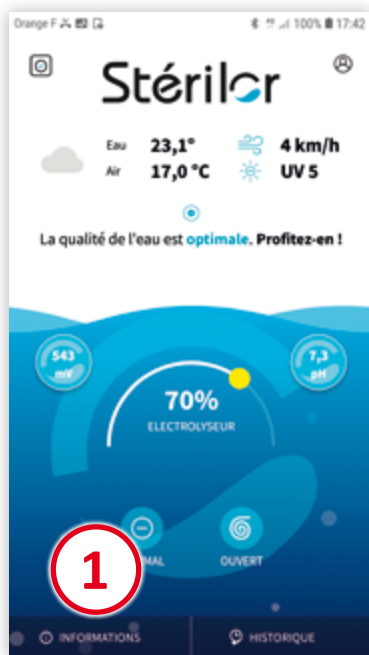 Orange F 100% 17:42
Stérilor
Eau 23,1° 4 km/h
Air 17,0 °C UV 5
La qualité de l'eau est optimale. Profitez-en !
543 mV
7,3 pH
70%
ELECTROLYSEUR
1
OUVERT
INFORMATIONS HISTORIQUE